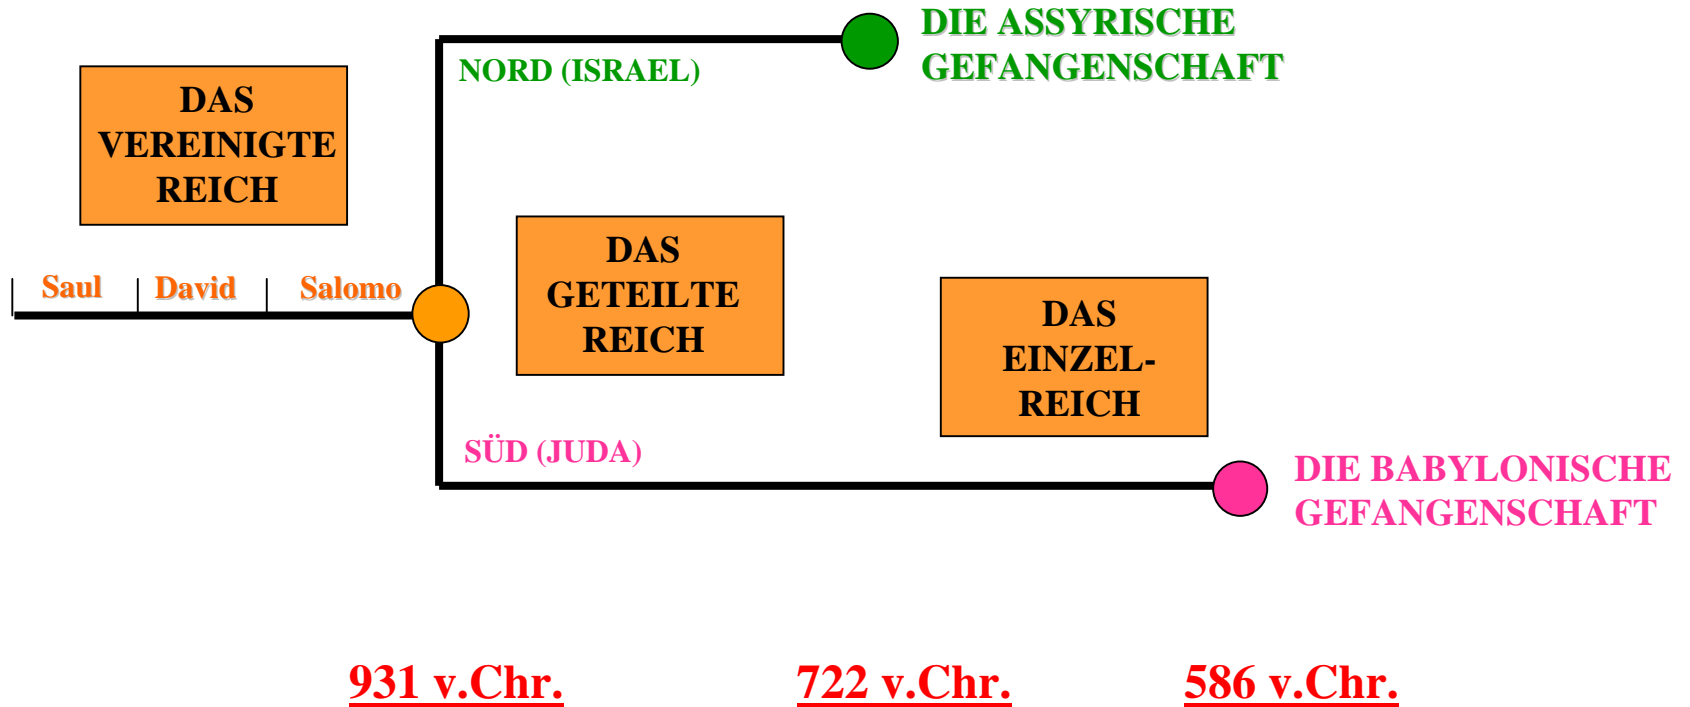 DIE ASSYRISCHE
GEFANGENSCHAFT
NORD (ISRAEL)
DAS
VEREINIGTE
REICH
Saul
David
Salomo
DAS
GETEILTE
REICH
DAS
EINZEL-
REICH
SÜD (JUDA)
DIE BABYLONISCHE
GEFANGENSCHAFT
931 v.Chr.
722 v.Chr.
586 v.Chr.